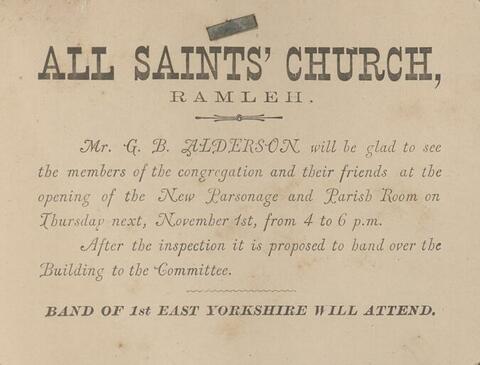 ALL SAINTS' CHURCH,
RAMLEH.
Mr. G. B. ALDERSON will be glad to see
the members of the congregation and their friends at the
opening of the New Parsonage and Parish Room on
Thursday next, November 1st, from 4 to 6 p.m.
After the inspection it is proposed to hand over the
Building to the Committee.
BAND OF 1st EAST YORKSHIRE WILL ATTEND.